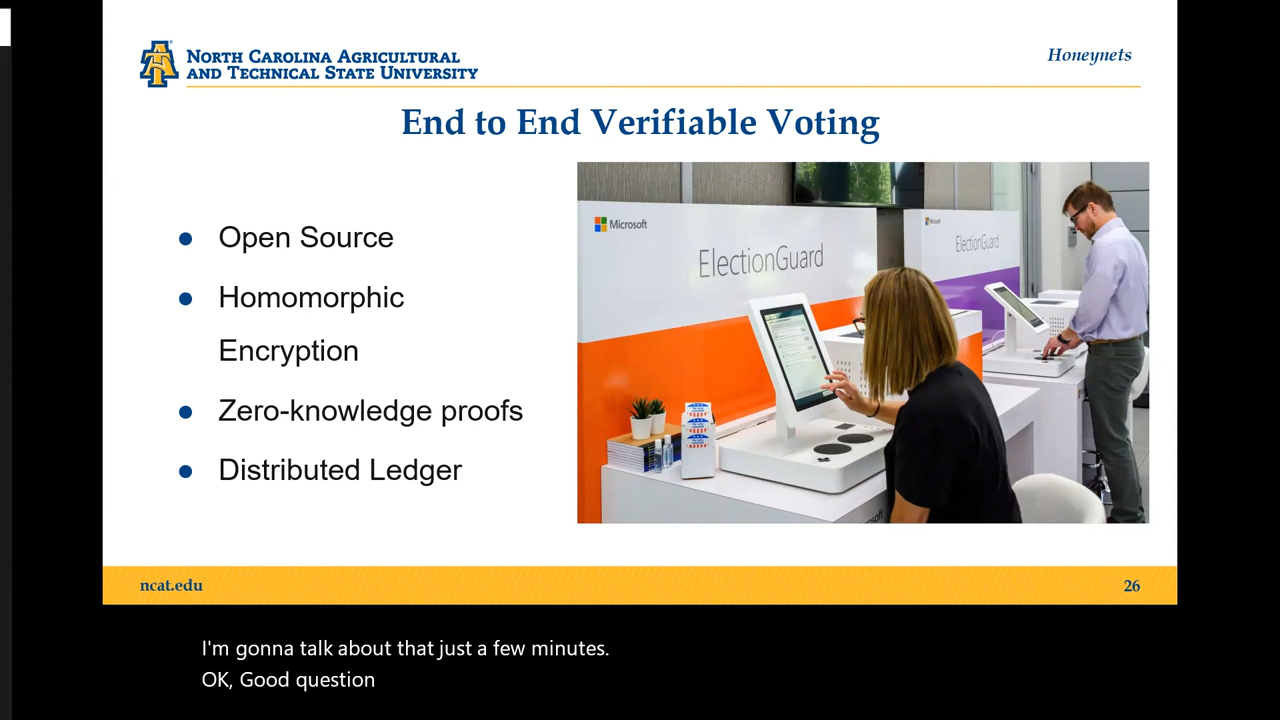 NORTH CAROLINA AGRICULTURAL
AND TECHNICAL STATE UNIVERSITY
Honeynets
End to End Verifiable Voting
Open Source
Homomorphic
Encryption
Zero-knowledge proofs
Distributed Ledger
Microsoft
ElectionGuard
Microsoft
ElectionGuard
ncat.edu
26
I'm gonna talk about that just a few minutes.
OK, Good question